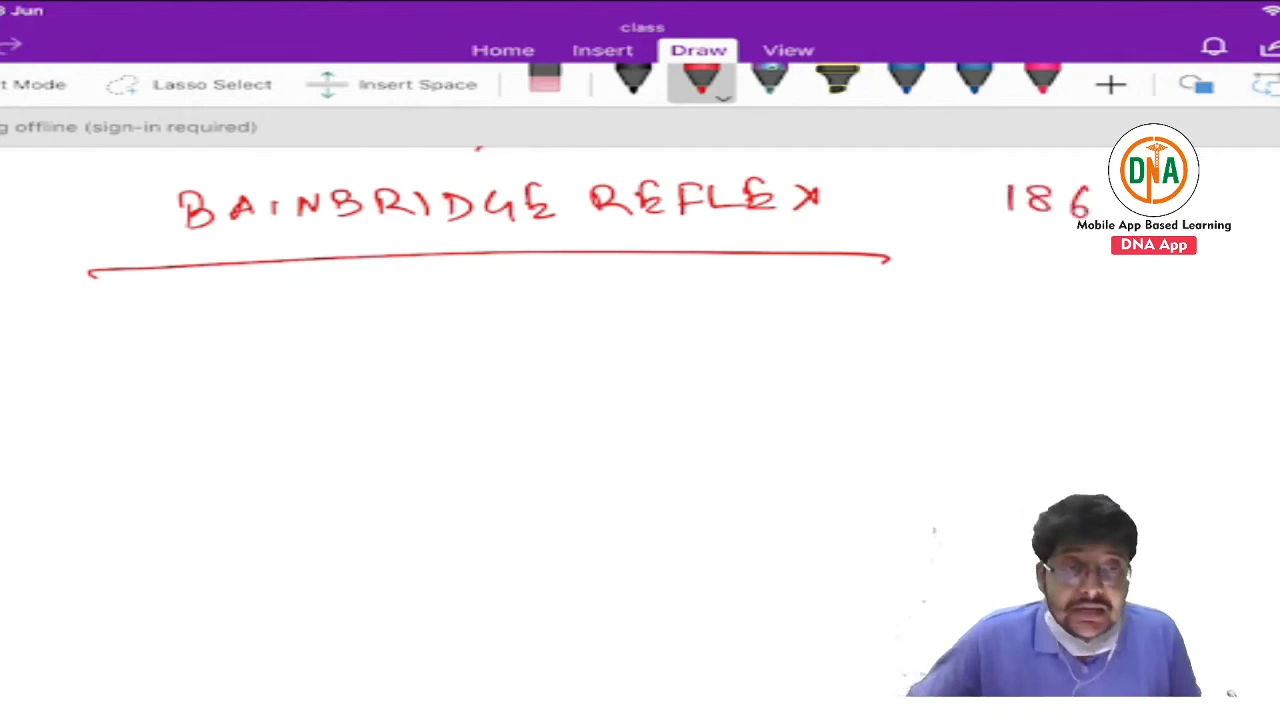 3 Jun
class
Home Insert Draw View
t Mode Lasso Select Insert Space
g offline (sign-in required)
BAINBRIDGE REFLEX 186
DNA
Mobile App Based Learning
DNA App